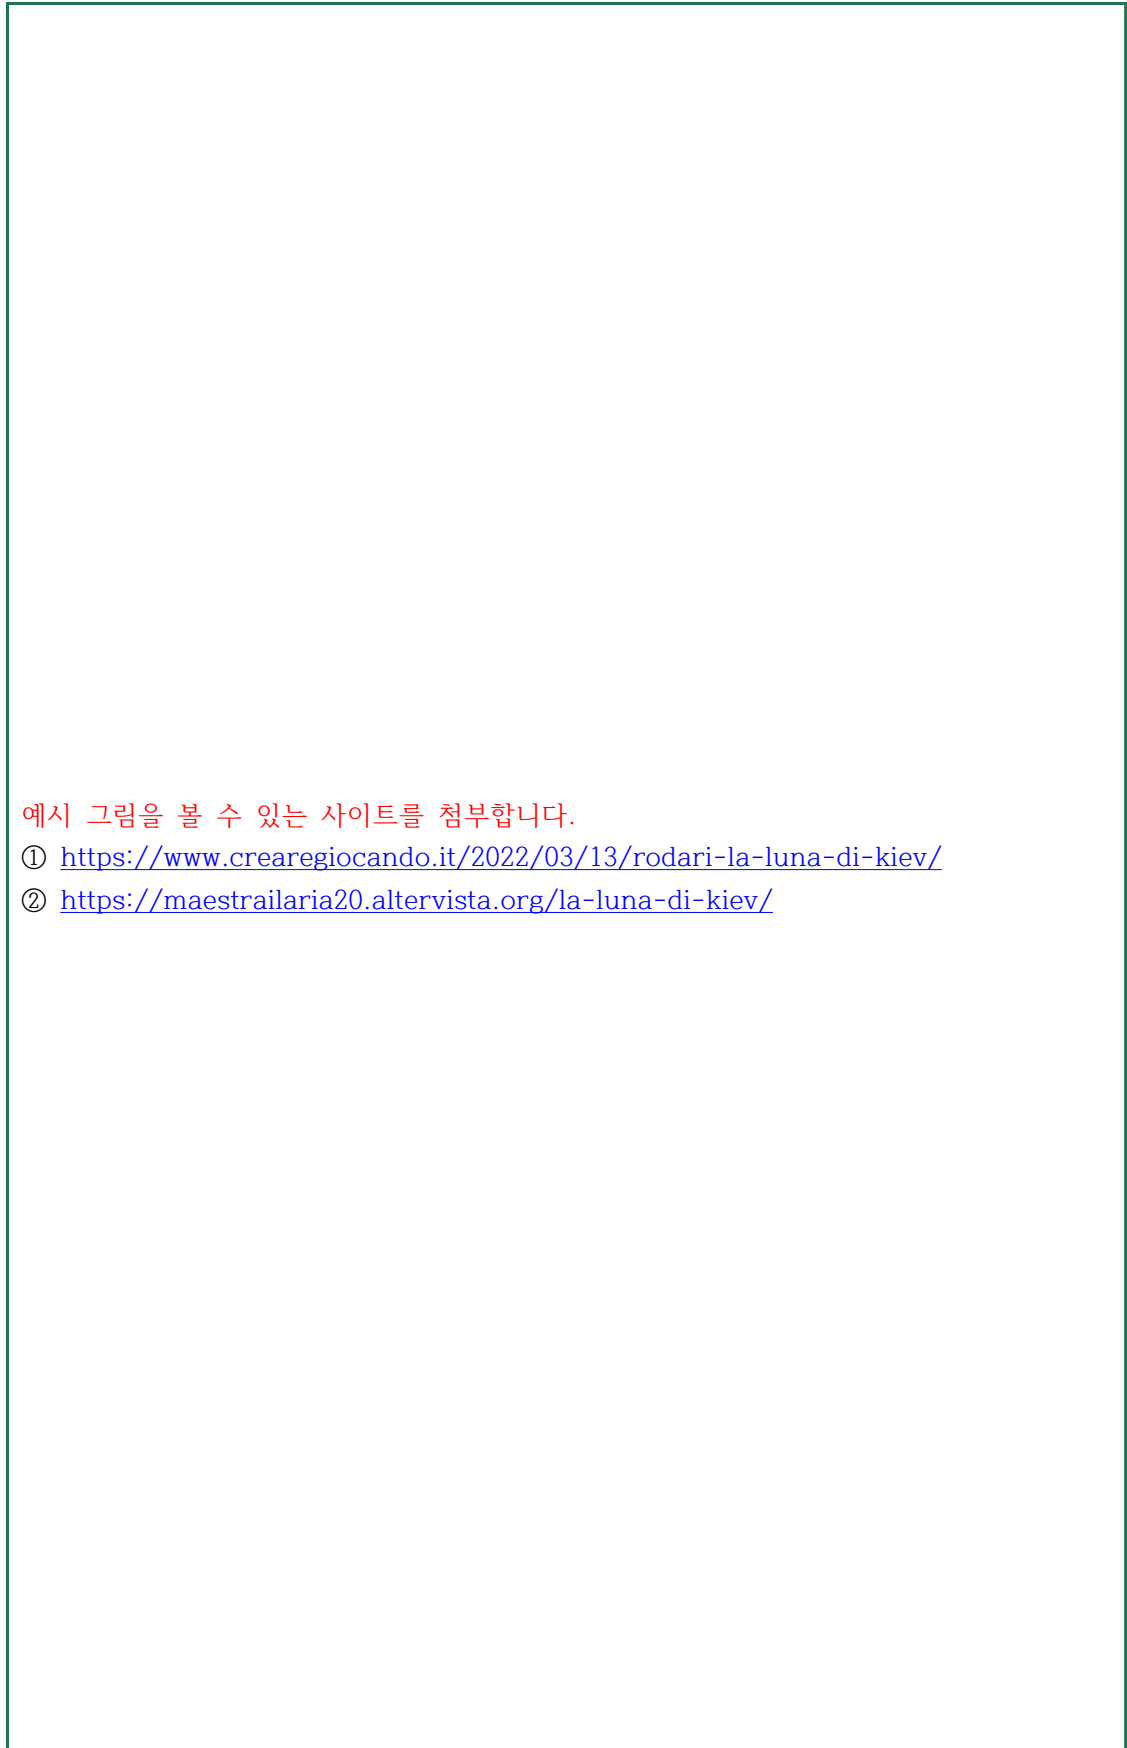 예시 그림을 볼 수 있는 사이트를 첨부합니다.
① https://www.crearegiocando.it/2022/03/13/rodari-la-luna-di-kiev/
② https://maestrailaria20.altervista.org/la-luna-di-kiev/